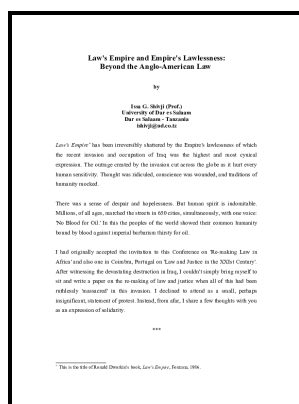 Law's Empire and Empire's Lawlessness:
Beyond the Anglo-American Law
by
Issa G. Shivji (Prof.)
University of Dar es Salaam
Dar es Salaam - Tanzania
ishivji@ud.co.tz
Law's Empire¹ has been irreversibly shattered by the Empire's lawlessness of which
the recent invasion and occupation of Iraq was the highest and most cynical
expression. The outrage created by the invasion cut across the globe as it hurt every
human sensitivity. Thought was ridiculed, conscience was wounded, and traditions of
humanity mocked.
There was a sense of despair and hopelessness. But human spirit is indomitable.
Millions, of all ages, marched the streets in 650 cities, simultaneously, with one voice:
'No Blood for Oil.' In this the peoples of the world showed their common humanity
bound by blood against imperial barbarism thirsty for oil.
I had originally accepted the invitation to this Conference on 'Re-making Law in
Africa' and also one in Coimbra, Portugal on 'Law and Justice in the XXIst Century'.
After witnessing the devastating destruction in Iraq, I couldn't simply bring myself to
sit and write a paper on the re-making of law and justice when all of this had been
ruthlessly 'massacred' in this invasion. I declined to attend as a small, perhaps
insignificant, statement of protest. Instead, from afar, I share a few thoughts with you
as an expression of solidarity.
***
¹ This is the title of Ronald Dworkin's book, Law's Empire, Fontana, 1986.